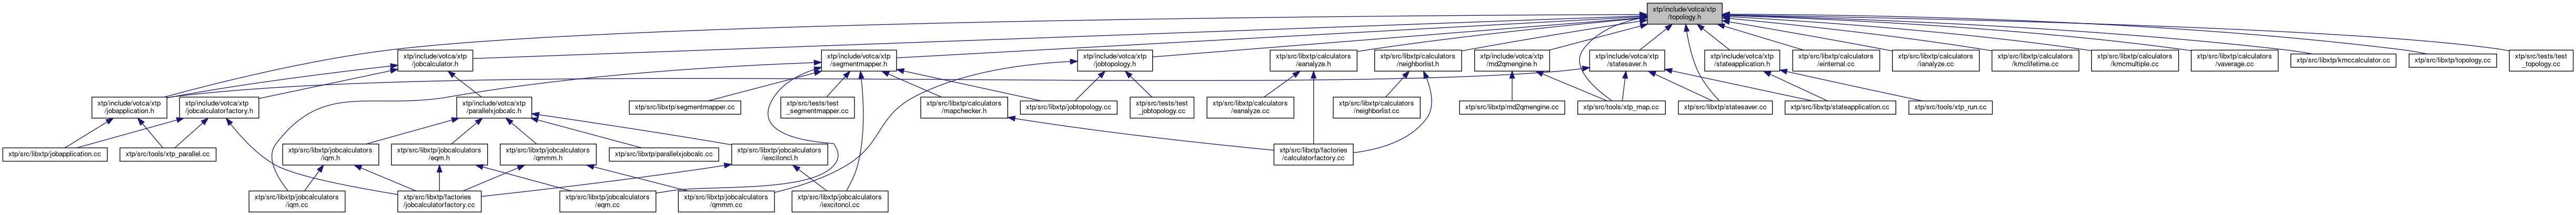 xtp/include/votca/xtp
/topology.h
xtp/include/votca/xtp
/jobcalculator.h
xtp/include/votca/xtp
/segmentmapper.h
xtp/include/votca/xtp
/jobtopology.h
xtp/src/libxtp/calculators
/eanalyze.h
xtp/src/libxtp/calculators
/neighborlist.h
xtp/include/votca/xtp
/md2qmengine.h
xtp/include/votca/xtp
/statesaver.h
xtp/include/votca/xtp
/stateapplication.h
xtp/src/libxtp/calculators
/einternal.cc
xtp/src/libxtp/calculators
/ianalyze.cc
xtp/src/libxtp/calculators
/kmclifetime.cc
xtp/src/libxtp/calculators
/kmcmultiple.cc
xtp/src/libxtp/calculators
/vaverage.cc
xtp/src/libxtp/kmccalculator.cc
xtp/src/libxtp/topology.cc
xtp/src/tests/test
_topology.cc
xtp/include/votca/xtp
/jobapplication.h
xtp/include/votca/xtp
/jobcalculatorfactory.h
xtp/include/votca/xtp
/parallelxjobcalc.h
xtp/src/libxtp/segmentmapper.cc
xtp/src/tests/test
_segmentmapper.cc
xtp/src/libxtp/calculators
/mapchecker.h
xtp/src/libxtp/jobtopology.cc
xtp/src/tests/test
_jobtopology.cc
xtp/src/libxtp/calculators
/eanalyze.cc
xtp/src/libxtp/calculators
/neighborlist.cc
xtp/src/libxtp/md2qmengine.cc
xtp/src/tools/xtp_map.cc
xtp/src/libxtp/statesaver.cc
xtp/src/libxtp/stateapplication.cc
xtp/src/tools/xtp_run.cc
xtp/src/libxtp/jobapplication.cc
xtp/src/tools/xtp_parallel.cc
xtp/src/libxtp/jobcalculators
/iqm.h
xtp/src/libxtp/jobcalculators
/eqm.h
xtp/src/libxtp/jobcalculators
/qmmm.h
xtp/src/libxtp/parallelxjobcalc.cc
xtp/src/libxtp/jobcalculators
/iexcitoncl.h
xtp/src/libxtp/factories
/calculatorfactory.cc
xtp/src/libxtp/jobcalculators
/iqm.cc
xtp/src/libxtp/factories
/jobcalculatorfactory.cc
xtp/src/libxtp/jobcalculators
/eqm.cc
xtp/src/libxtp/jobcalculators
/qmmm.cc
xtp/src/libxtp/jobcalculators
/iexcitoncl.cc